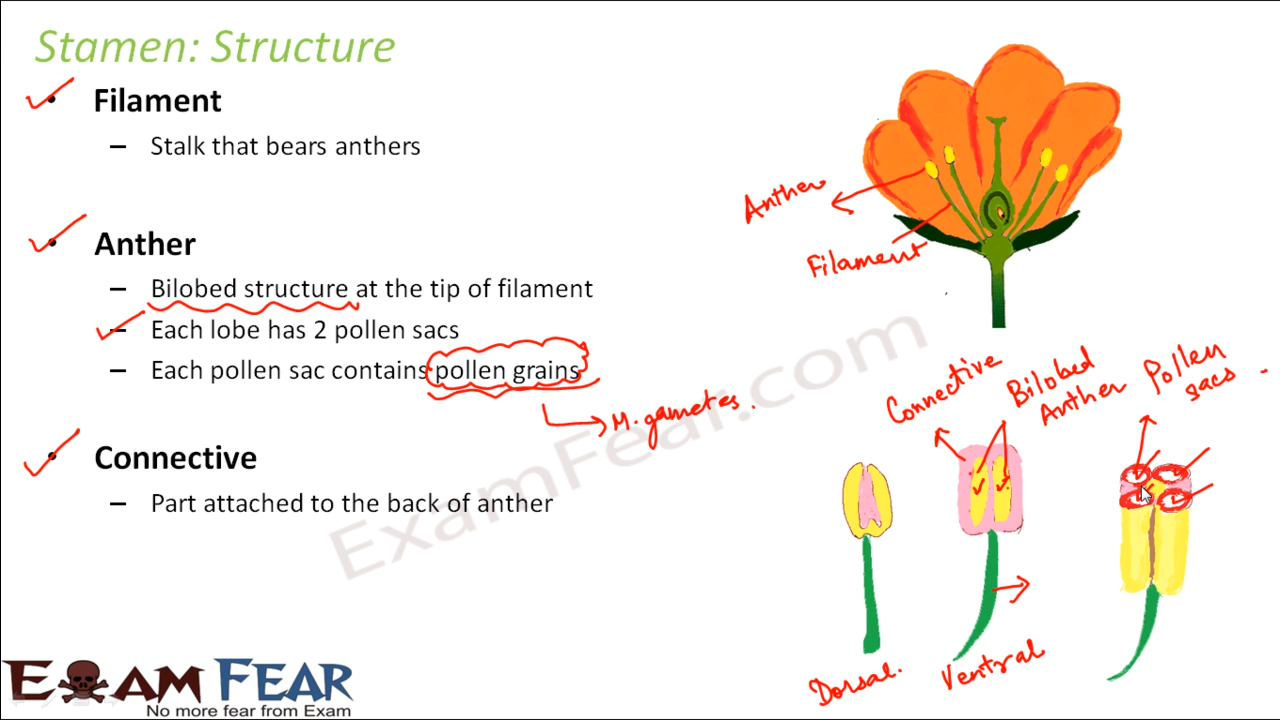 Stamen: Structure
• Filament
– Stalk that bears anthers
• Anther
– Bilobed structure at the tip of filament
– Each lobe has 2 pollen sacs
– Each pollen sac contains pollen grains
M. gametes.
• Connective
– Part attached to the back of anther
Anther
Filament
Connective
Bilobed
Anther
Pollen
sacs
Dorsal.
Ventral
ExamFear.com
EXAM FEAR
No more fear from Exam